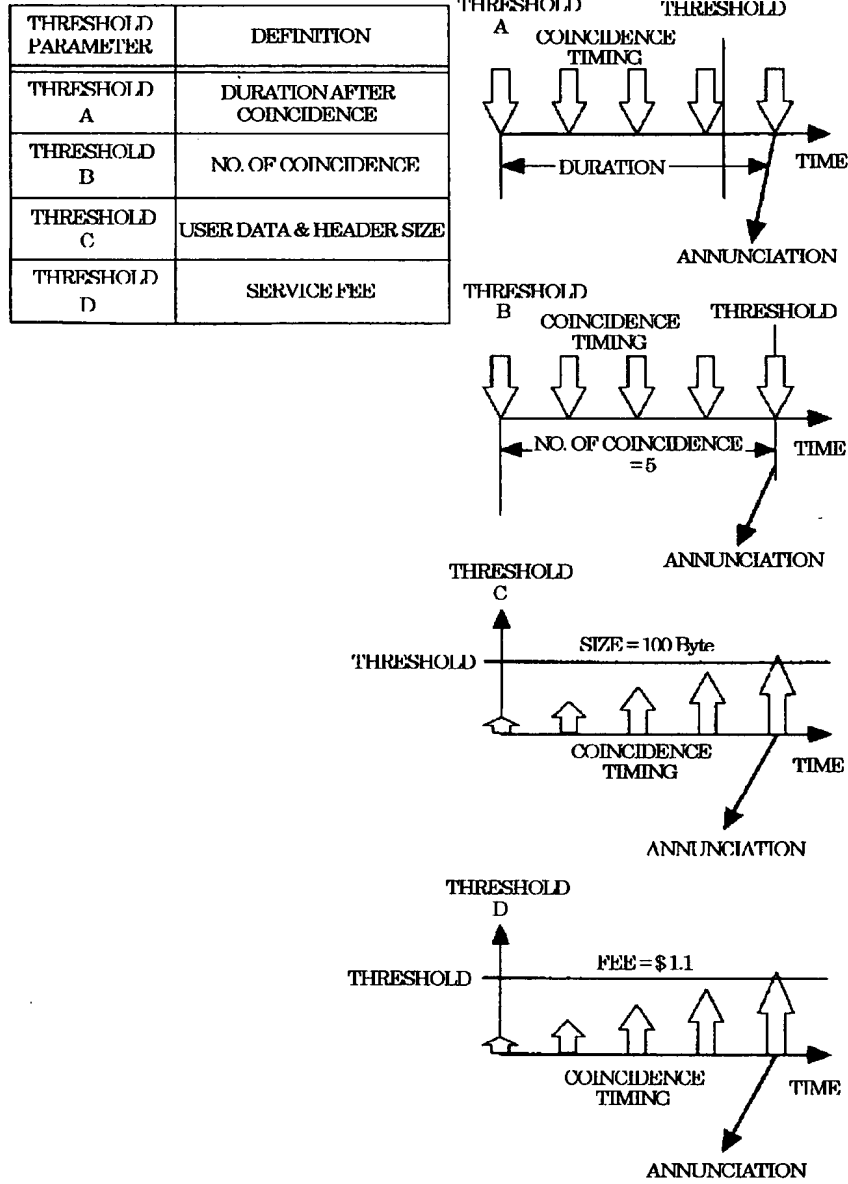 THRESHOLD
PARAMETER
DEFINITION
THRESHOLD
A
DURATION AFTER
COINCIDENCE
THRESHOLD
B
NO. OF COINCIDENCE
THRESHOLD
C
USER DATA & HEADER SIZE
THRESHOLD
D
SERVICE FEE
THRESHOLD
A
THRESHOLD
COINCIDENCE
TIMING
DURATION
TIME
ANNUNCIATION
THRESHOLD
B
THRESHOLD
COINCIDENCE
TIMING
NO. OF COINCIDENCE
=5
TIME
ANNUNCIATION
THRESHOLD
C
SIZE = 100 Byte
THRESHOLD
COINCIDENCE
TIMING
TIME
ANNUNCIATION
THRESHOLD
D
FEE = $ 1.1
THRESHOLD
COINCIDENCE
TIMING
TIME
ANNUNCIATION